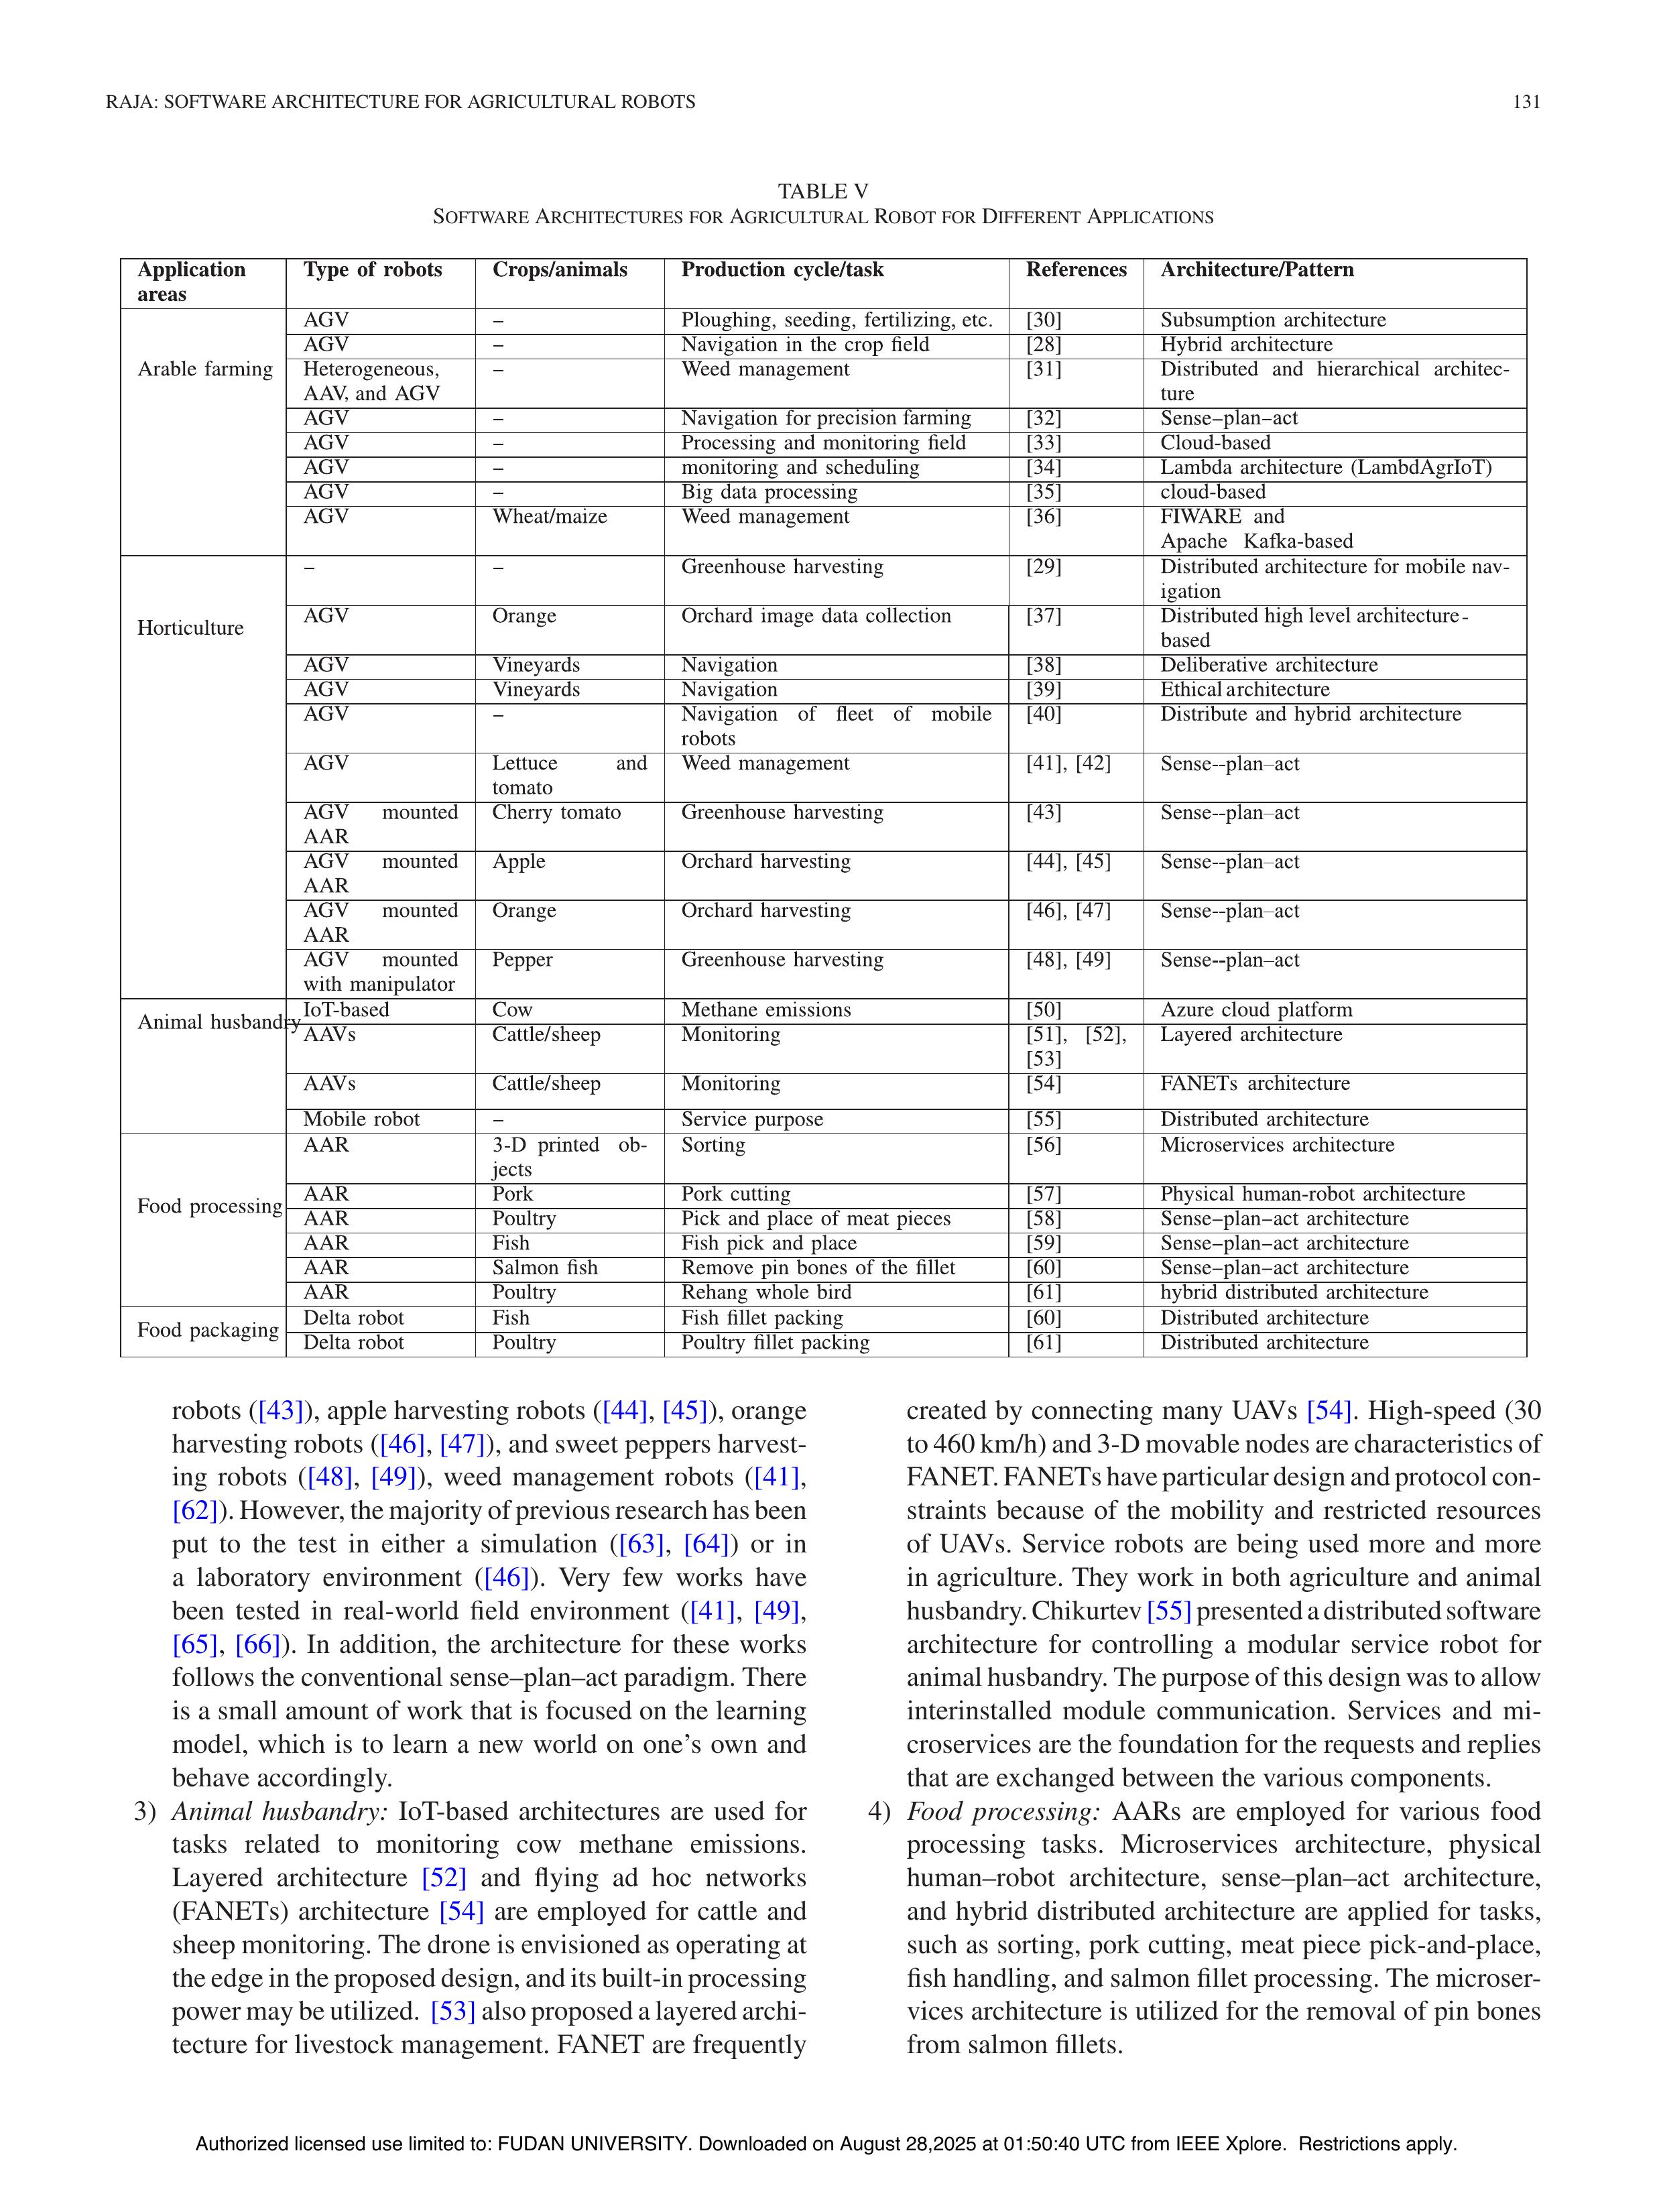 RAJA: SOFTWARE ARCHITECTURE FOR AGRICULTURAL ROBOTS 131
TABLE V
SOFTWARE ARCHITECTURES FOR AGRICULTURAL ROBOT FOR DIFFERENT APPLICATIONS
Application areas | Type of robots | Crops/animals | Production cycle/task | References | Architecture/Pattern
Arable farming | AGV | – | Ploughing, seeding, fertilizing, etc. | [30] | Subsumption architecture
AGV | – | Navigation in the crop field | [28] | Hybrid architecture
Heterogeneous, AAV, and AGV | – | Weed management | [31] | Distributed and hierarchical architec-ture
AGV | – | Navigation for precision farming | [32] | Sense–plan–act
AGV | – | Processing and monitoring field | [33] | Cloud-based
AGV | – | monitoring and scheduling | [34] | Lambda architecture (LambdAgrIoT)
AGV | – | Big data processing | [35] | cloud-based
AGV | Wheat/maize | Weed management | [36] | FIWARE and Apache Kafka-based
Horticulture | – | – | Greenhouse harvesting | [29] | Distributed architecture for mobile nav-igation
AGV | Orange | Orchard image data collection | [37] | Distributed high level architecture-based
AGV | Vineyards | Navigation | [38] | Deliberative architecture
AGV | Vineyards | Navigation | [39] | Ethical architecture
AGV | – | Navigation of fleet of mobile robots | [40] | Distribute and hybrid architecture
AGV | Lettuce and tomato | Weed management | [41], [42] | Sense--plan–act
AGV mounted AAR | Cherry tomato | Greenhouse harvesting | [43] | Sense--plan–act
AGV mounted AAR | Apple | Orchard harvesting | [44], [45] | Sense--plan–act
AGV mounted AAR | Orange | Orchard harvesting | [46], [47] | Sense--plan–act
AGV mounted with manipulator | Pepper | Greenhouse harvesting | [48], [49] | Sense--plan–act
Animal husbandry | IoT-based | Cow | Methane emissions | [50] | Azure cloud platform
AAVs | Cattle/sheep | Monitoring | [51], [52], [53] | Layered architecture
AAVs | Cattle/sheep | Monitoring | [54] | FANETs architecture
Mobile robot | – | Service purpose | [55] | Distributed architecture
Food processing | AAR | 3-D printed ob-jects | Sorting | [56] | Microservices architecture
AAR | Pork | Pork cutting | [57] | Physical human-robot architecture
AAR | Poultry | Pick and place of meat pieces | [58] | Sense–plan–act architecture
AAR | Fish | Fish pick and place | [59] | Sense–plan–act architecture
AAR | Salmon fish | Remove pin bones of the fillet | [60] | Sense–plan–act architecture
AAR | Poultry | Rehang whole bird | [61] | hybrid distributed architecture
Food packaging | Delta robot | Fish | Fish fillet packing | [60] | Distributed architecture
Delta robot | Poultry | Poultry fillet packing | [61] | Distributed architecture
robots ([43]), apple harvesting robots ([44], [45]), orange
harvesting robots ([46], [47]), and sweet peppers harvest-
ing robots ([48], [49]), weed management robots ([41],
[62]). However, the majority of previous research has been
put to the test in either a simulation ([63], [64]) or in
a laboratory environment ([46]). Very few works have
been tested in real-world field environment ([41], [49],
[65], [66]). In addition, the architecture for these works
follows the conventional sense–plan–act paradigm. There
is a small amount of work that is focused on the learning
model, which is to learn a new world on one's own and
behave accordingly.
3) Animal husbandry: IoT-based architectures are used for
tasks related to monitoring cow methane emissions.
Layered architecture [52] and flying ad hoc networks
(FANETs) architecture [54] are employed for cattle and
sheep monitoring. The drone is envisioned as operating at
the edge in the proposed design, and its built-in processing
power may be utilized. [53] also proposed a layered archi-
tecture for livestock management. FANET are frequently
created by connecting many UAVs [54]. High-speed (30
to 460 km/h) and 3-D movable nodes are characteristics of
FANET. FANETs have particular design and protocol con-
straints because of the mobility and restricted resources
of UAVs. Service robots are being used more and more
in agriculture. They work in both agriculture and animal
husbandry. Chikurtev [55] presented a distributed software
architecture for controlling a modular service robot for
animal husbandry. The purpose of this design was to allow
interinstalled module communication. Services and mi-
croservices are the foundation for the requests and replies
that are exchanged between the various components.
4) Food processing: AARs are employed for various food
processing tasks. Microservices architecture, physical
human–robot architecture, sense–plan–act architecture,
and hybrid distributed architecture are applied for tasks,
such as sorting, pork cutting, meat piece pick-and-place,
fish handling, and salmon fillet processing. The microser-
vices architecture is utilized for the removal of pin bones
from salmon fillets.
Authorized licensed use limited to: FUDAN UNIVERSITY. Downloaded on August 28,2025 at 01:50:40 UTC from IEEE Xplore. Restrictions apply.